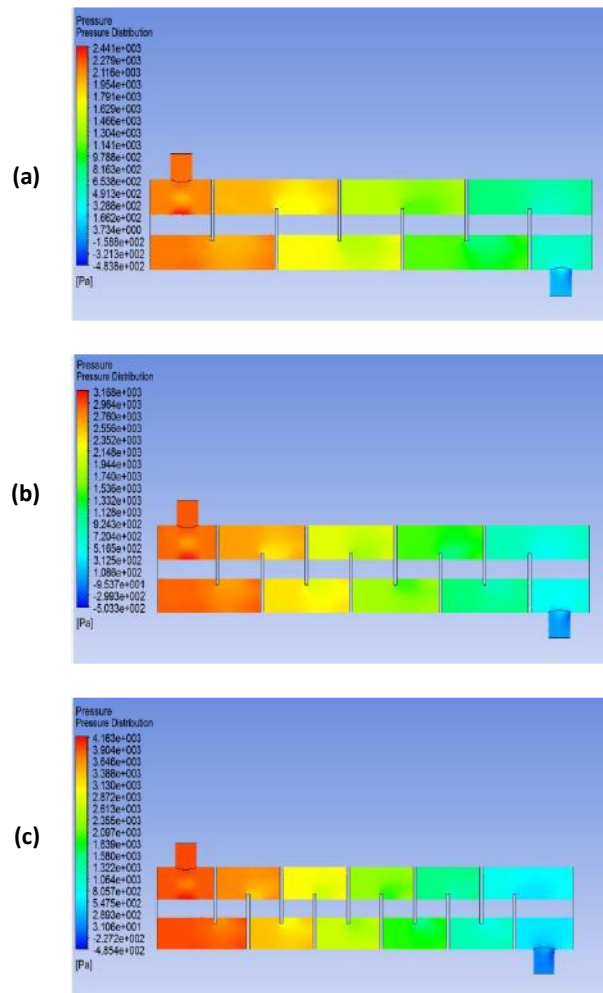 (a)
Pressure
Pressure Distribution
2.441e+003
2.279e+003
2.116e+003
1.954e+003
1.791e+003
1.629e+003
1.466e+003
1.304e+003
1.141e+003
9.788e+002
8.163e+002
6.538e+002
4.913e+002
3.288e+002
1.662e+002
3.734e+000
-1.588e+002
-3.213e+002
-4.838e+002
[Pa]
(b)
Pressure
Pressure Distribution
3.168e+003
2.964e+003
2.760e+003
2.556e+003
2.352e+003
2.148e+003
1.944e+003
1.740e+003
1.536e+003
1.332e+003
1.128e+003
9.243e+002
7.204e+002
5.165e+002
3.125e+002
1.086e+002
-9.537e+001
-2.993e+002
-5.033e+002
[Pa]
(c)
Pressure
Pressure Distribution
4.163e+003
3.904e+003
3.646e+003
3.388e+003
3.130e+003
2.872e+003
2.613e+003
2.355e+003
2.097e+003
1.839e+003
1.580e+003
1.322e+003
1.064e+003
8.057e+002
5.475e+002
2.893e+002
3.106e+001
-2.272e+002
-4.854e+002
[Pa]